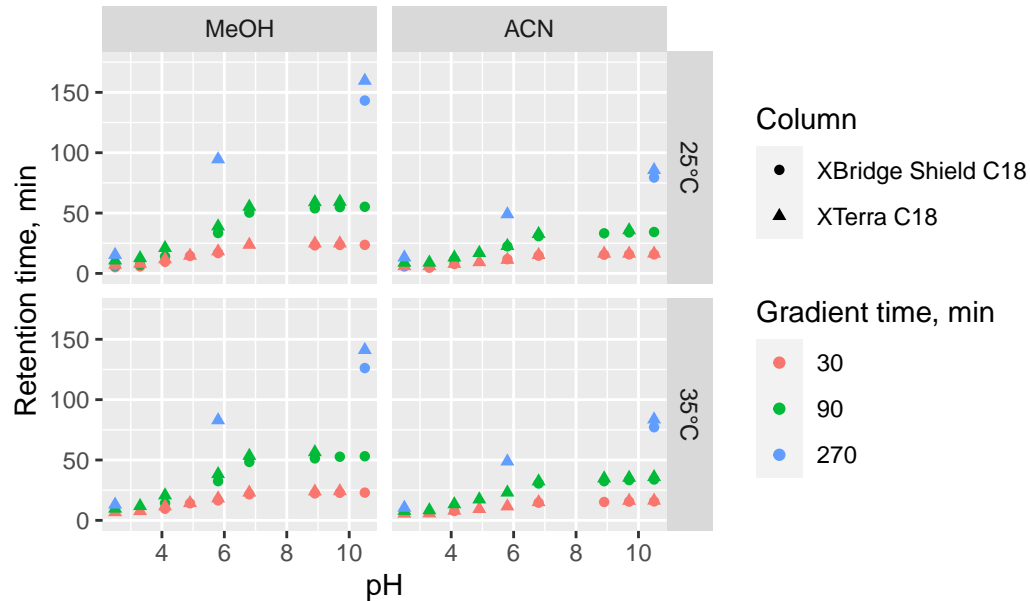 MeOH
ACN
150
100
50
0
25°C
150
100
50
0
35°C
4 6 8 10
4 6 8 10
pH
Retention time, min
Column
XBridge Shield C18
XTerra C18
Gradient time, min
30
90
270